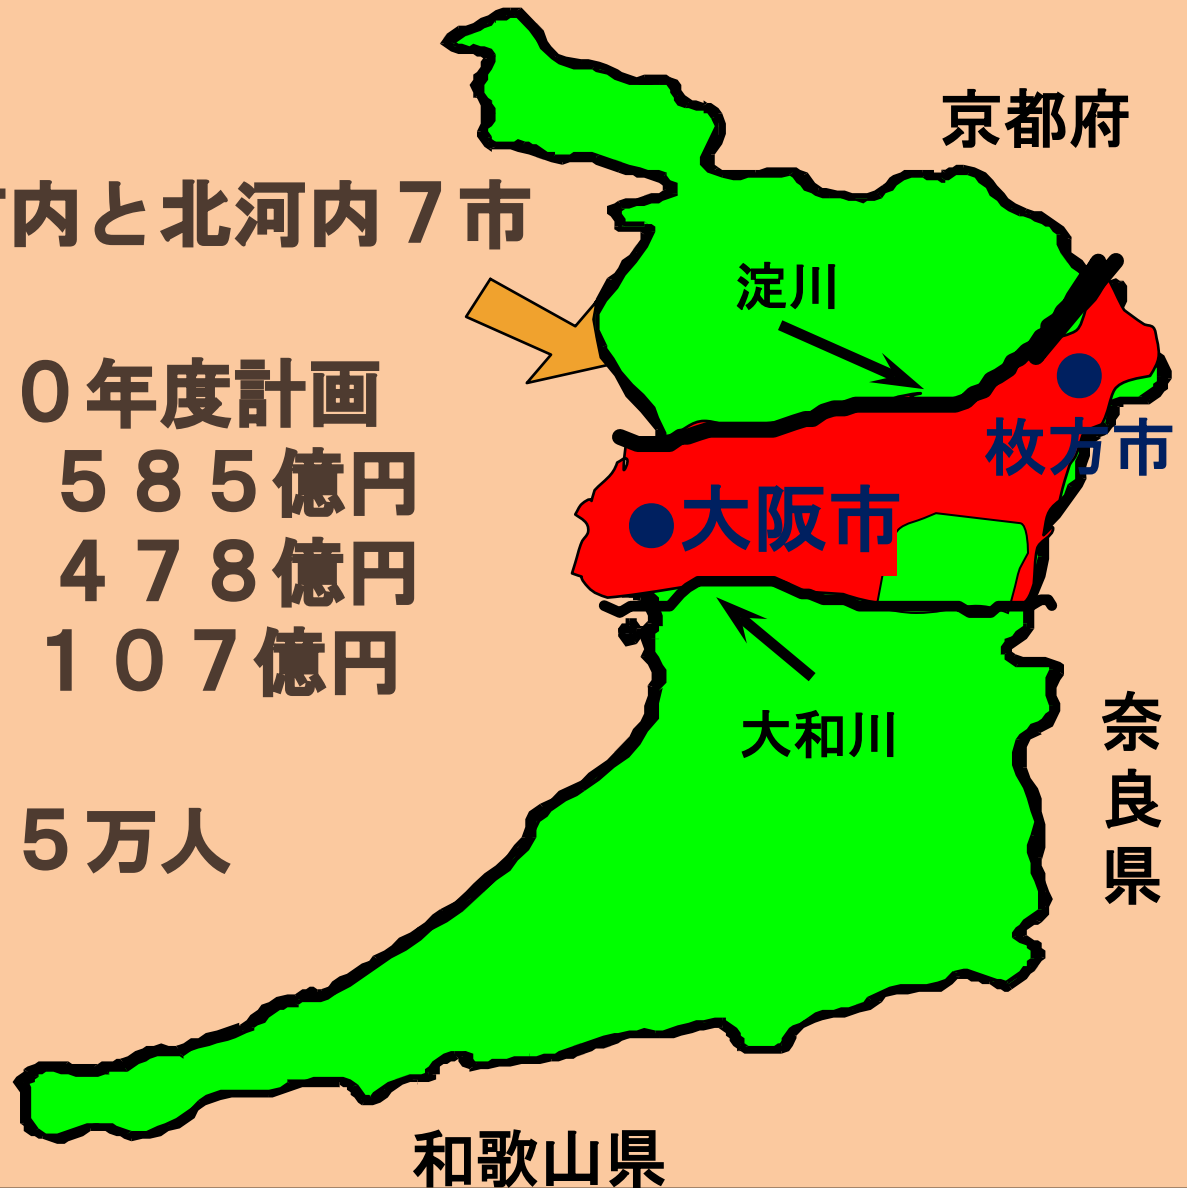 京都府
内と北河内７市
淀川
０年度計画
枚方市
５８５億円
大阪市
４７８億円
１０７億円
大和川
奈良県
５万人
和歌山県